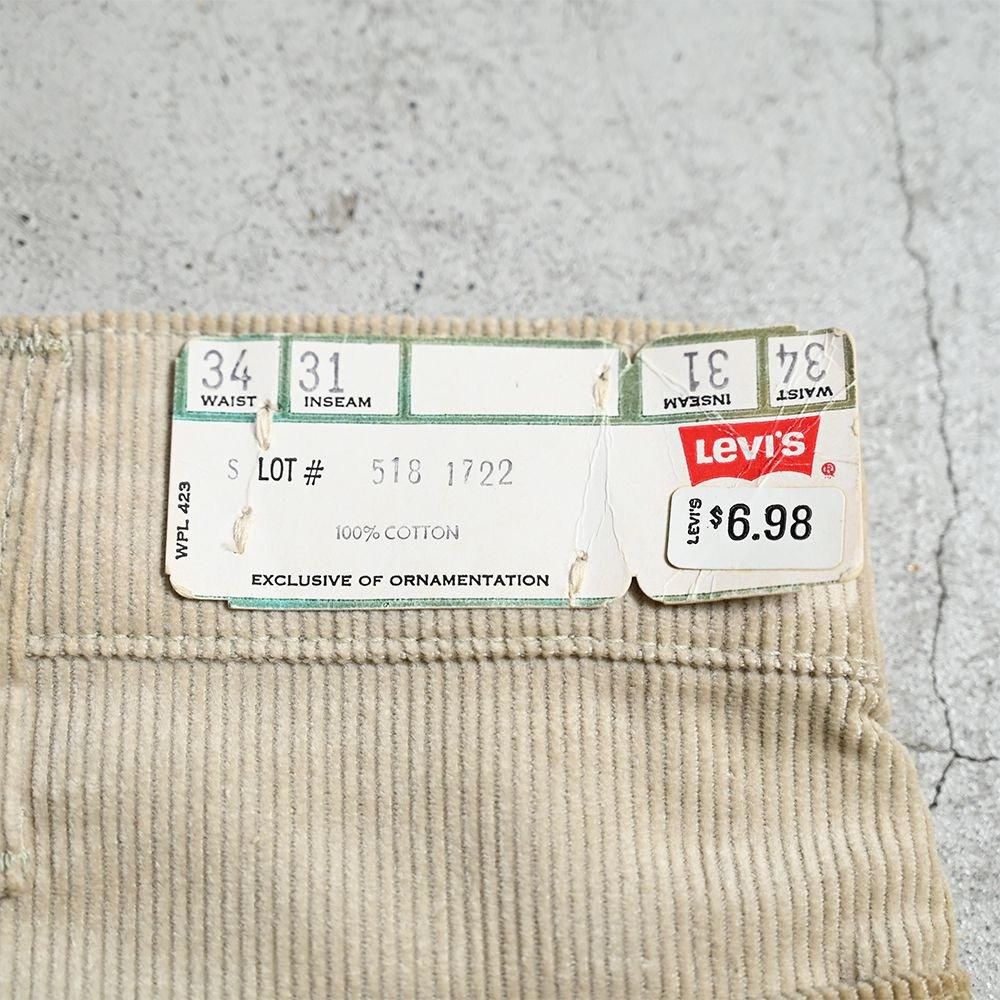 34 31
WAIST INSEAM
S LOT # 518 1722
WPL 423
100% COTTON
EXCLUSIVE OF ORNAMENTATION
31 34
INSEAM WAIST
LEVI'S ®
LEVI'S $6.98